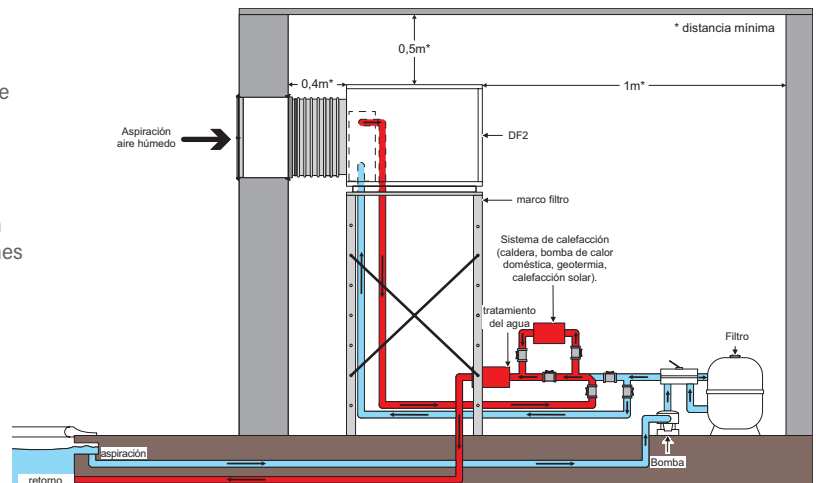 * distancia mínima
0,5m*
0,4m*
1m*
e
Aspiración
aire húmedo
DF2
marco filtro
nes
Sistema de calefacción
(caldera, bomba de calor
doméstica, geotermia,
calefacción solar).
tratamiento
del agua
Filtro
aspiración
Bomba
retorno